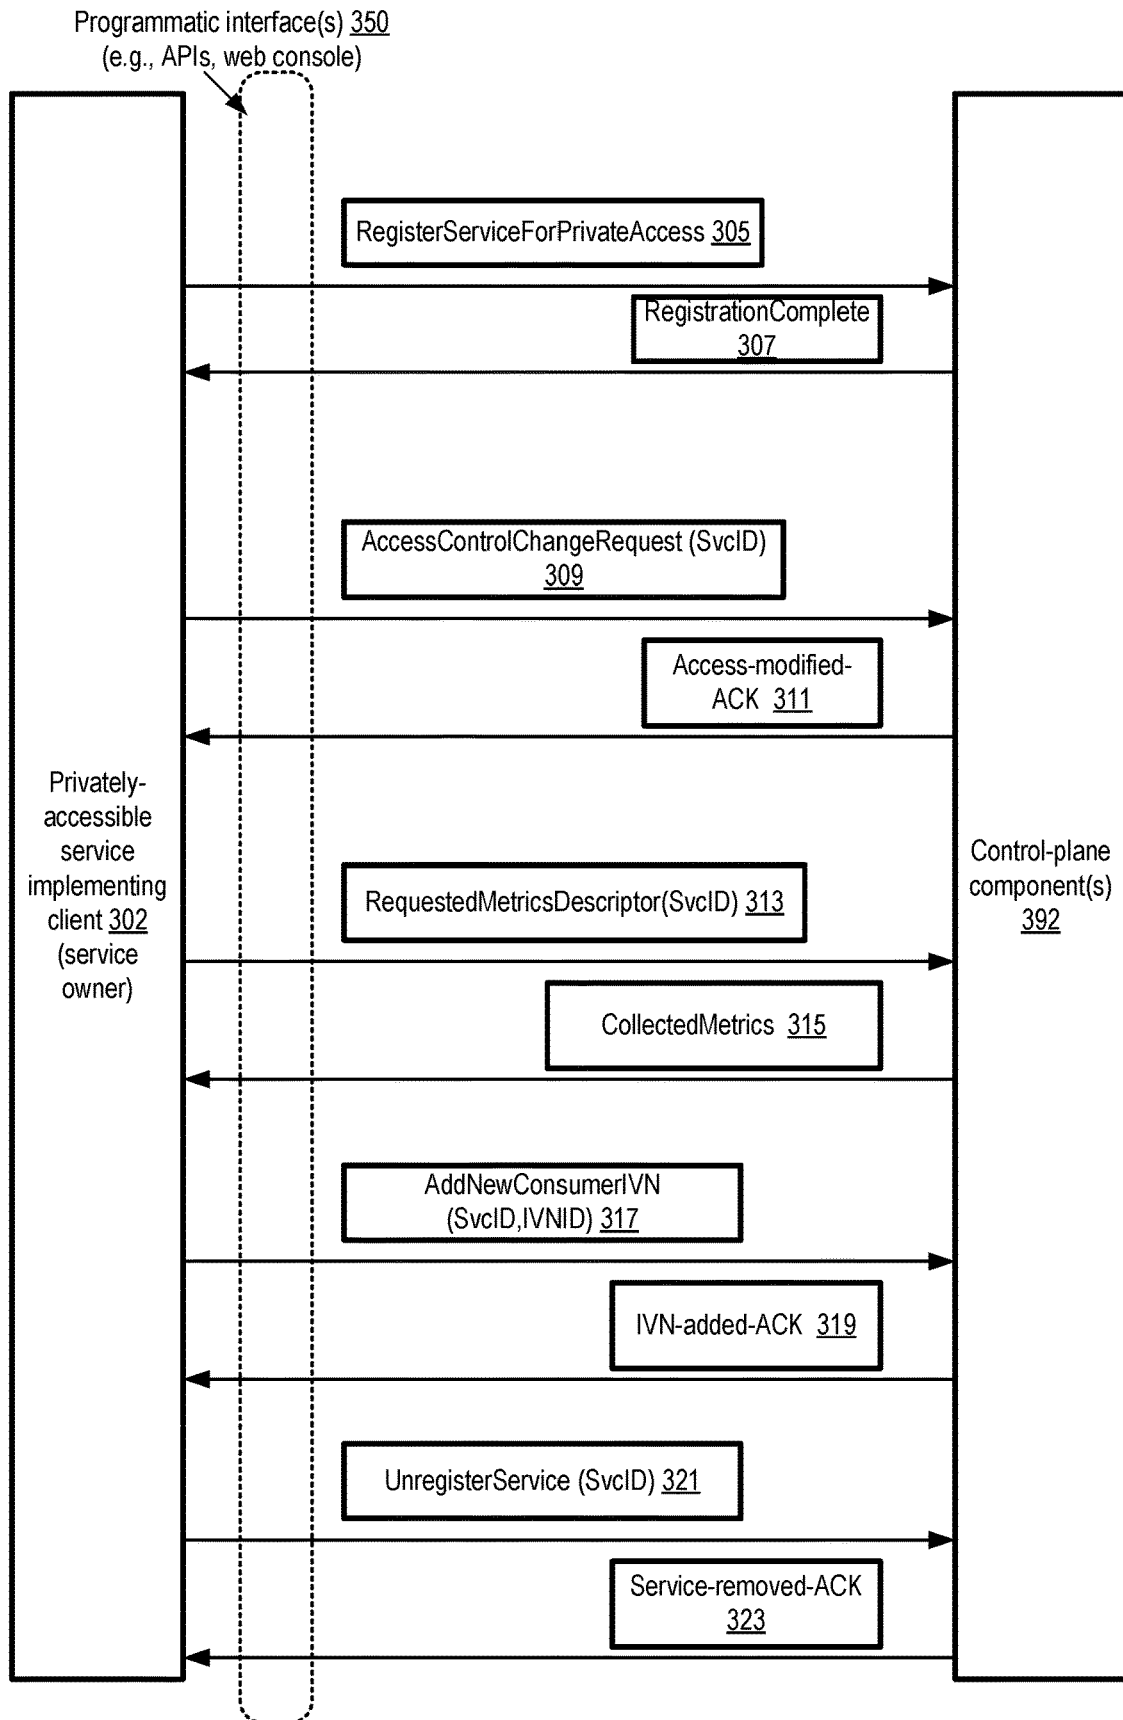 Programmatic interface(s) 350
(e.g., APIs, web console)
RegisterServiceForPrivateAccess 305
RegistrationComplete
307
AccessControlChangeRequest (SvcID)
309
Access-modified-
ACK 311
Privately-
accessible
service
implementing
client 302
(service
owner)
Control-plane
component(s)
392
RequestedMetricsDescriptor(SvcID) 313
CollectedMetrics 315
AddNewConsumerIVN
(SvcID,IVNID) 317
IVN-added-ACK 319
UnregisterService (SvcID) 321
Service-removed-ACK
323